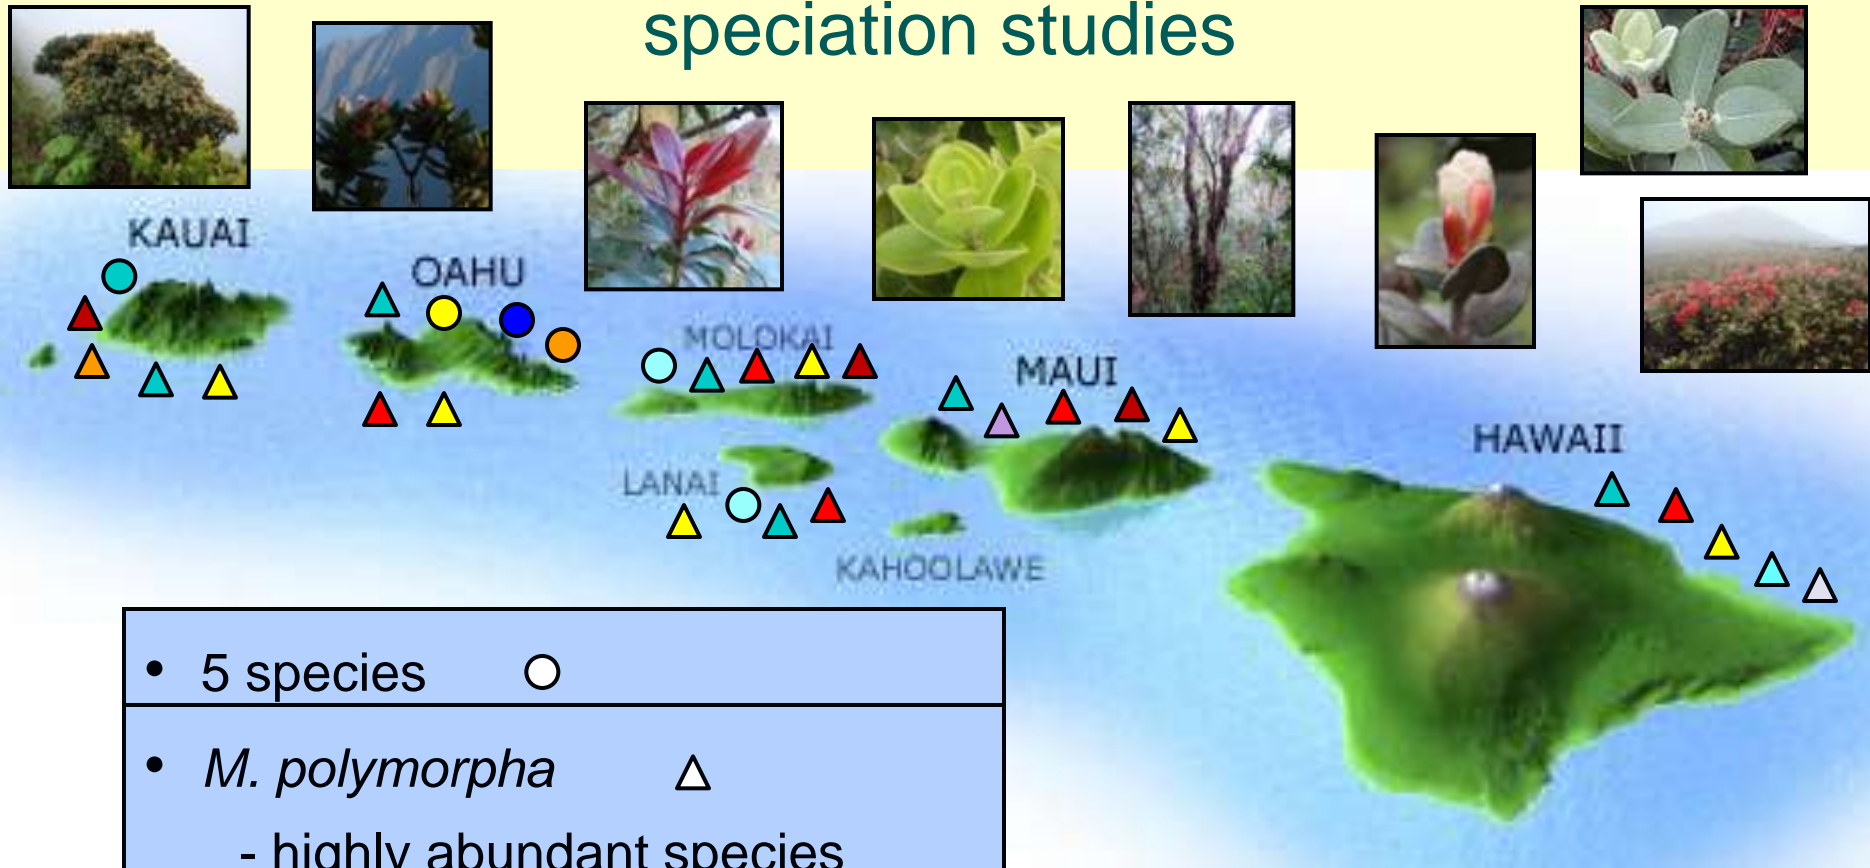 speciation studies
KAUAI
OAHU
MOLOKAI
MAUI
HAWAII
LANAI
KAHOOLAWE
• 5 species
• M. polymorpha
- highly abundant species